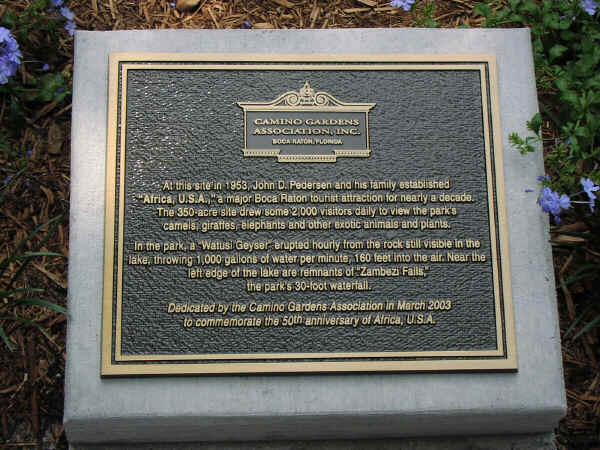 CAMINO GARDENS
ASSOCIATION, INC.
BOCA RATON, FLORIDA
At this site in 1953, John D. Pedersen and his family established
"Africa, U.S.A.," a major Boca Raton tourist attraction for nearly a decade.
The 350-acre site drew some 2,000 visitors daily to view the park's
camels, giraffes, elephants and other exotic animals and plants.
In the park, a "Watusi Geyser" erupted hourly from the rock still visible in the
lake, throwing 1,000 gallons of water per minute, 160 feet into the air. Near the
left edge of the lake are remnants of "Zambezi Falls,"
the park's 30-foot waterfall.
Dedicated by the Camino Gardens Association in March 2003
to commemorate the 50th anniversary of Africa, U.S.A.